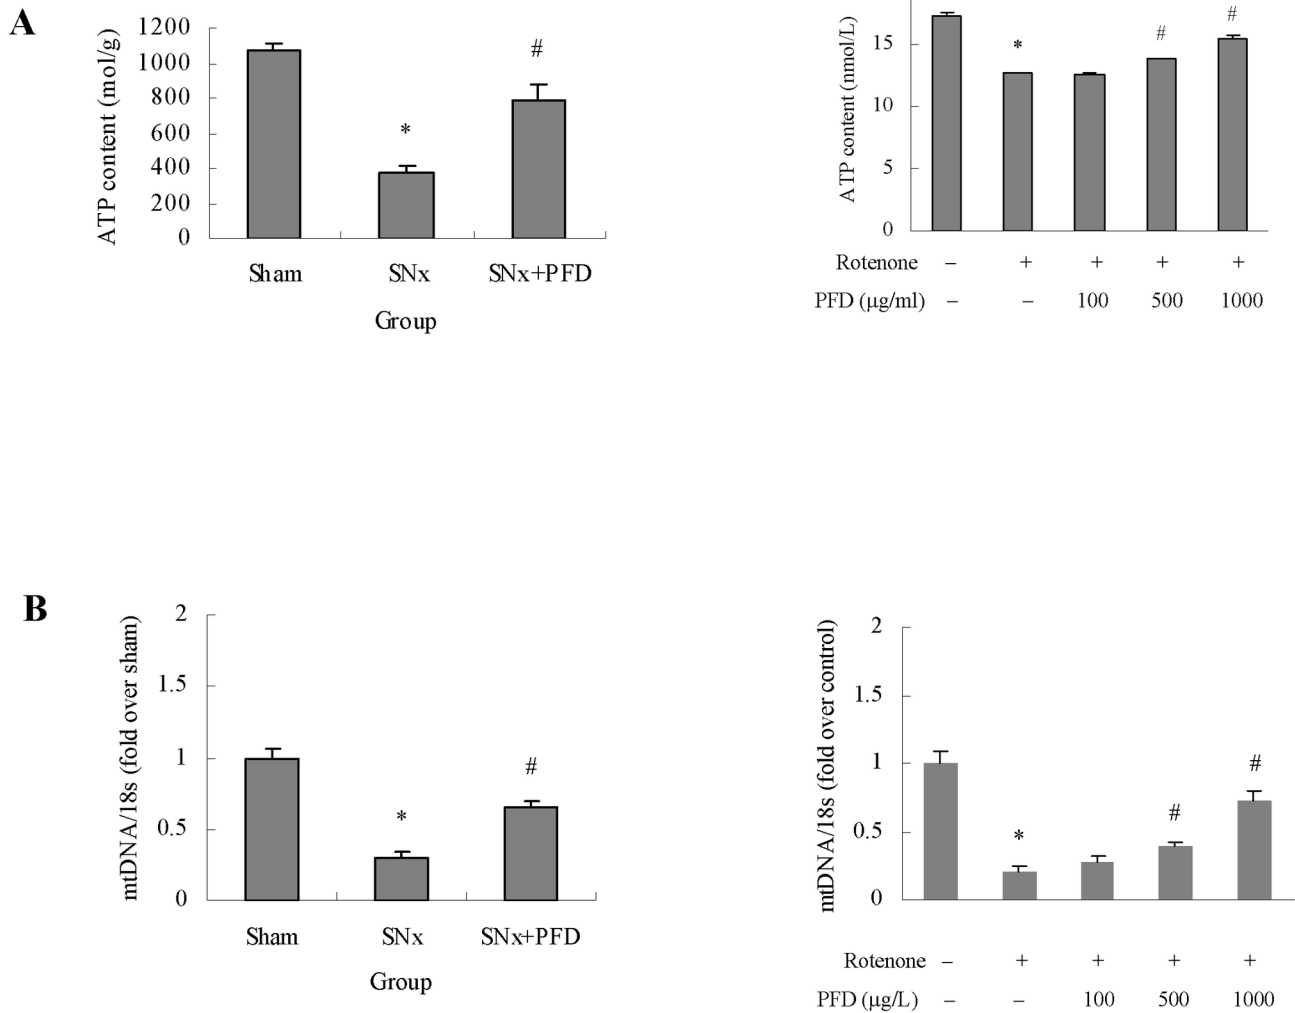 A
ATP content (mol/g)
1200
1000
800
600
400
200
0
*
#
Sham SNx SNx+PFD
Group
ATP content (nmol/L)
15
10
5
0
*
#
#
Rotenone – + + + +
PFD (μg/ml) – – 100 500 1000
B
mtDNA/18s (fold over sham)
2
1.5
1
0.5
0
*
#
Sham SNx SNx+PFD
Group
mtDNA/18s (fold over control)
2
1.5
1
0.5
0
*
#
#
Rotenone – + + + +
PFD (μg/L) – – 100 500 1000